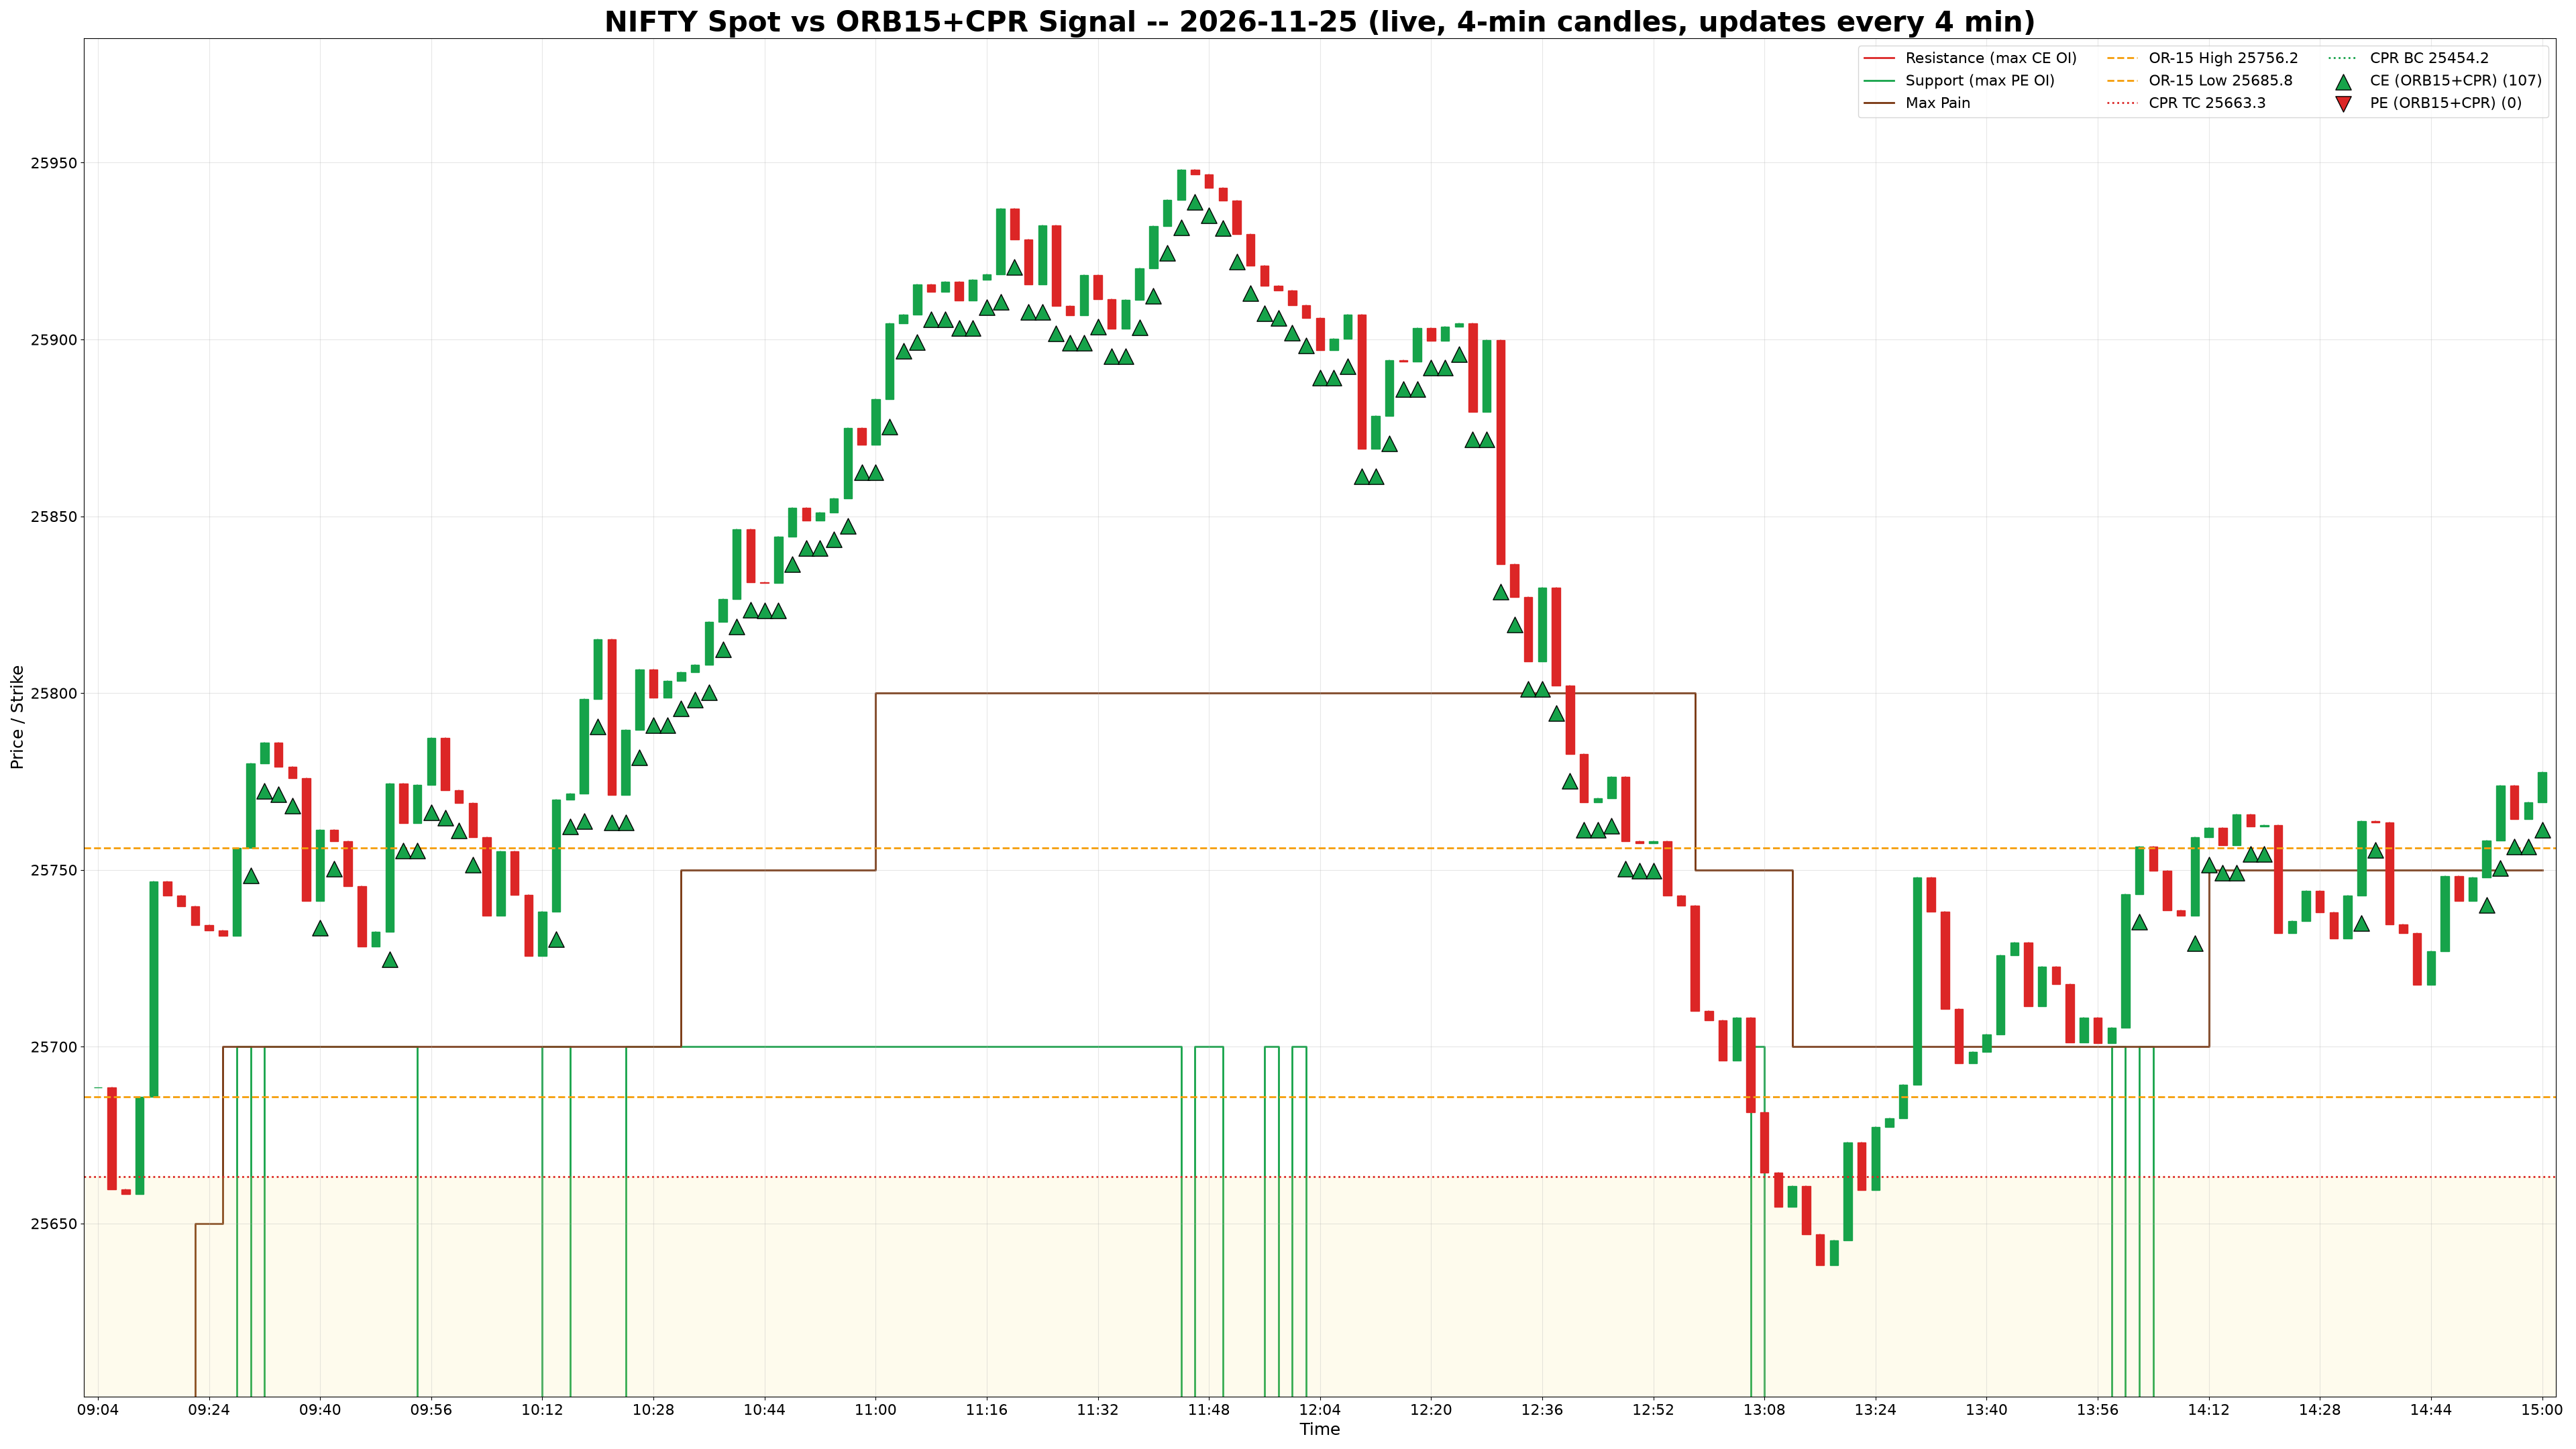 NIFTY Spot vs ORB15+CPR Signal -- 2026-11-25 (live, 4-min candles, updates every 4 min)
Resistance (max CE OI)
Support (max PE OI)
Max Pain
OR-15 High 25756.2
OR-15 Low 25685.8
CPR TC 25663.3
CPR BC 25454.2
CE (ORB15+CPR) (107)
PE (ORB15+CPR) (0)
Price / Strike
25950
25900
25850
25800
25750
25700
25650
09:04 09:24 09:40 09:56 10:12 10:28 10:44 11:00 11:16 11:32 11:48 12:04 12:20 12:36 12:52 13:08 13:24 13:40 13:56 14:12 14:28 14:44 15:00
Time